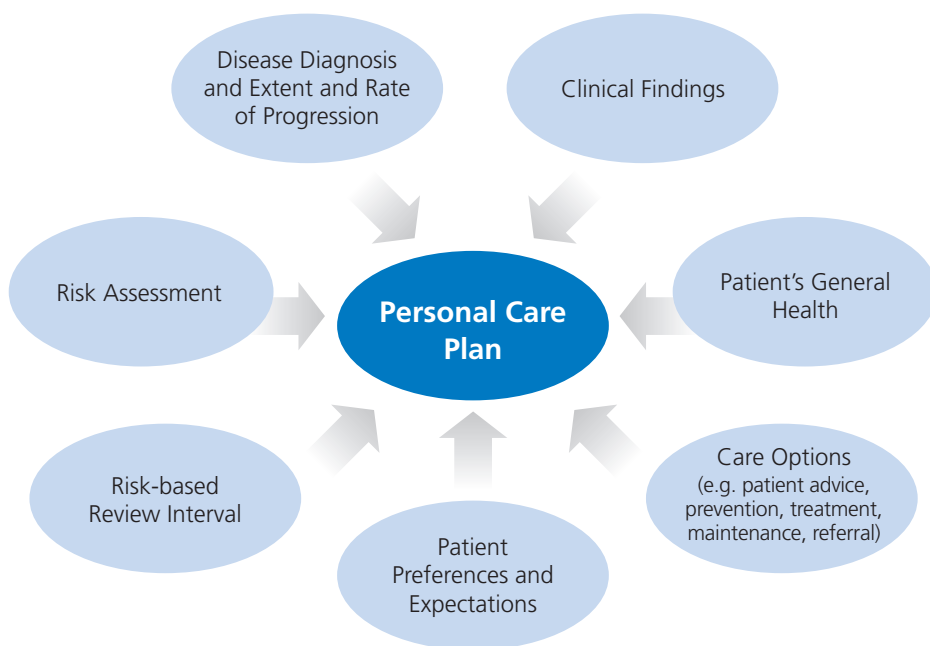 Disease Diagnosis
and Extent and Rate
of Progression
Clinical Findings
Risk Assessment
Personal Care
Plan
Patient’s General
Health
Risk-based
Review Interval
Patient
Preferences and
Expectations
Care Options
(e.g. patient advice,
prevention, treatment,
maintenance, referral)